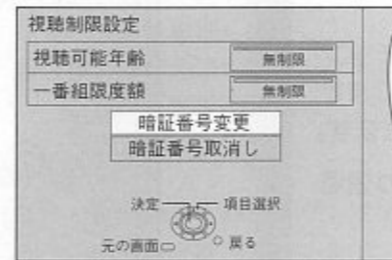 視聴制限設定
視聴可能年齢 無制限
一番組限度額 無制限
暗証番号変更
暗証番号取消し
決定 項目選択
元の画面 戻る